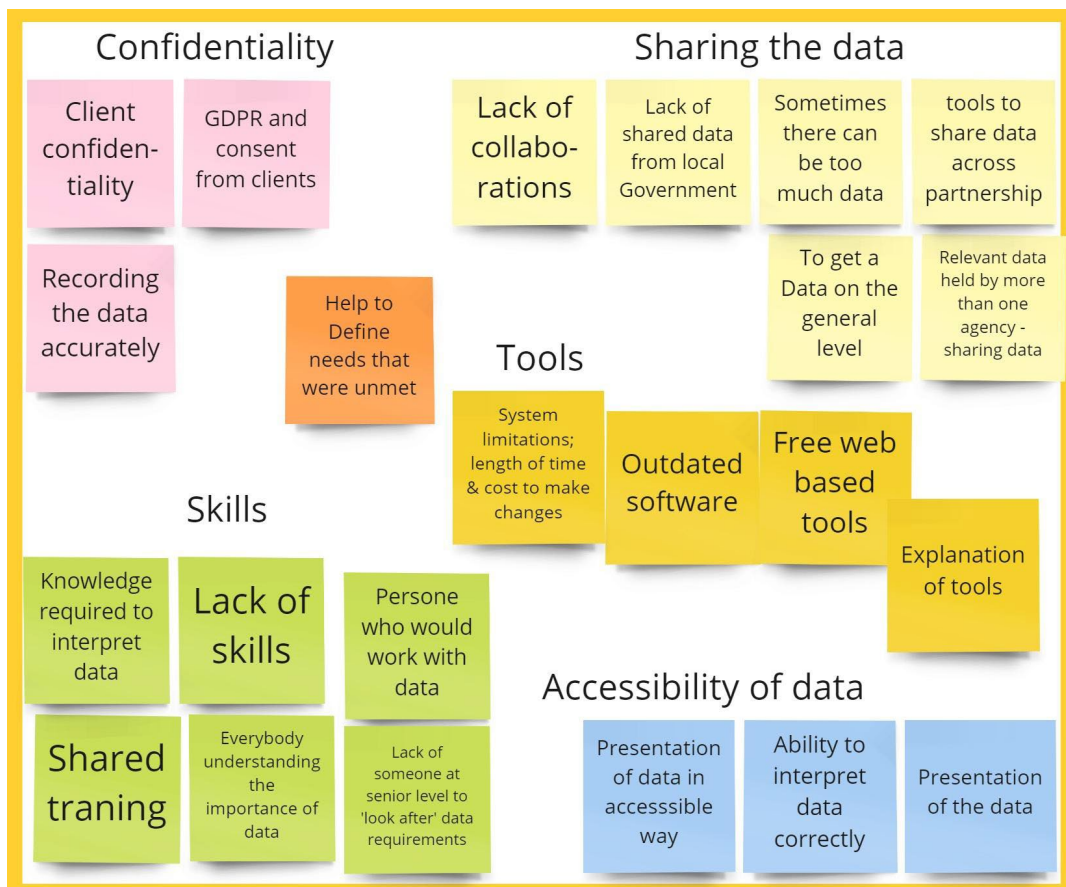 Confidentiality
Client
confiden-
tiality
GDPR and
consent
from clients
Recording
the data
accurately
Help to
Define
needs that
were unmet
Sharing the data
Lack of
collabo-
rations
Lack of
shared data
from local
Government
Sometimes
there can
be too
much data
tools to
share data
across
partnership
To get a
Data on the
general
level
Relevant data
held by more
than one
agency -
sharing data
Tools
System
limitations;
length of time
& cost to make
changes
Outdated
software
Free web
based
tools
Explanation
of tools
Skills
Knowledge
required to
interpret
data
Lack of
skills
Persone
who would
work with
data
Shared
traning
Everybody
understanding
the
importance of
data
Lack of
someone at
senior level to
'look after' data
requirements
Accessibility of data
Presentation
of data in
accesssible
way
Ability to
interpret
data
correctly
Presentation
of the data